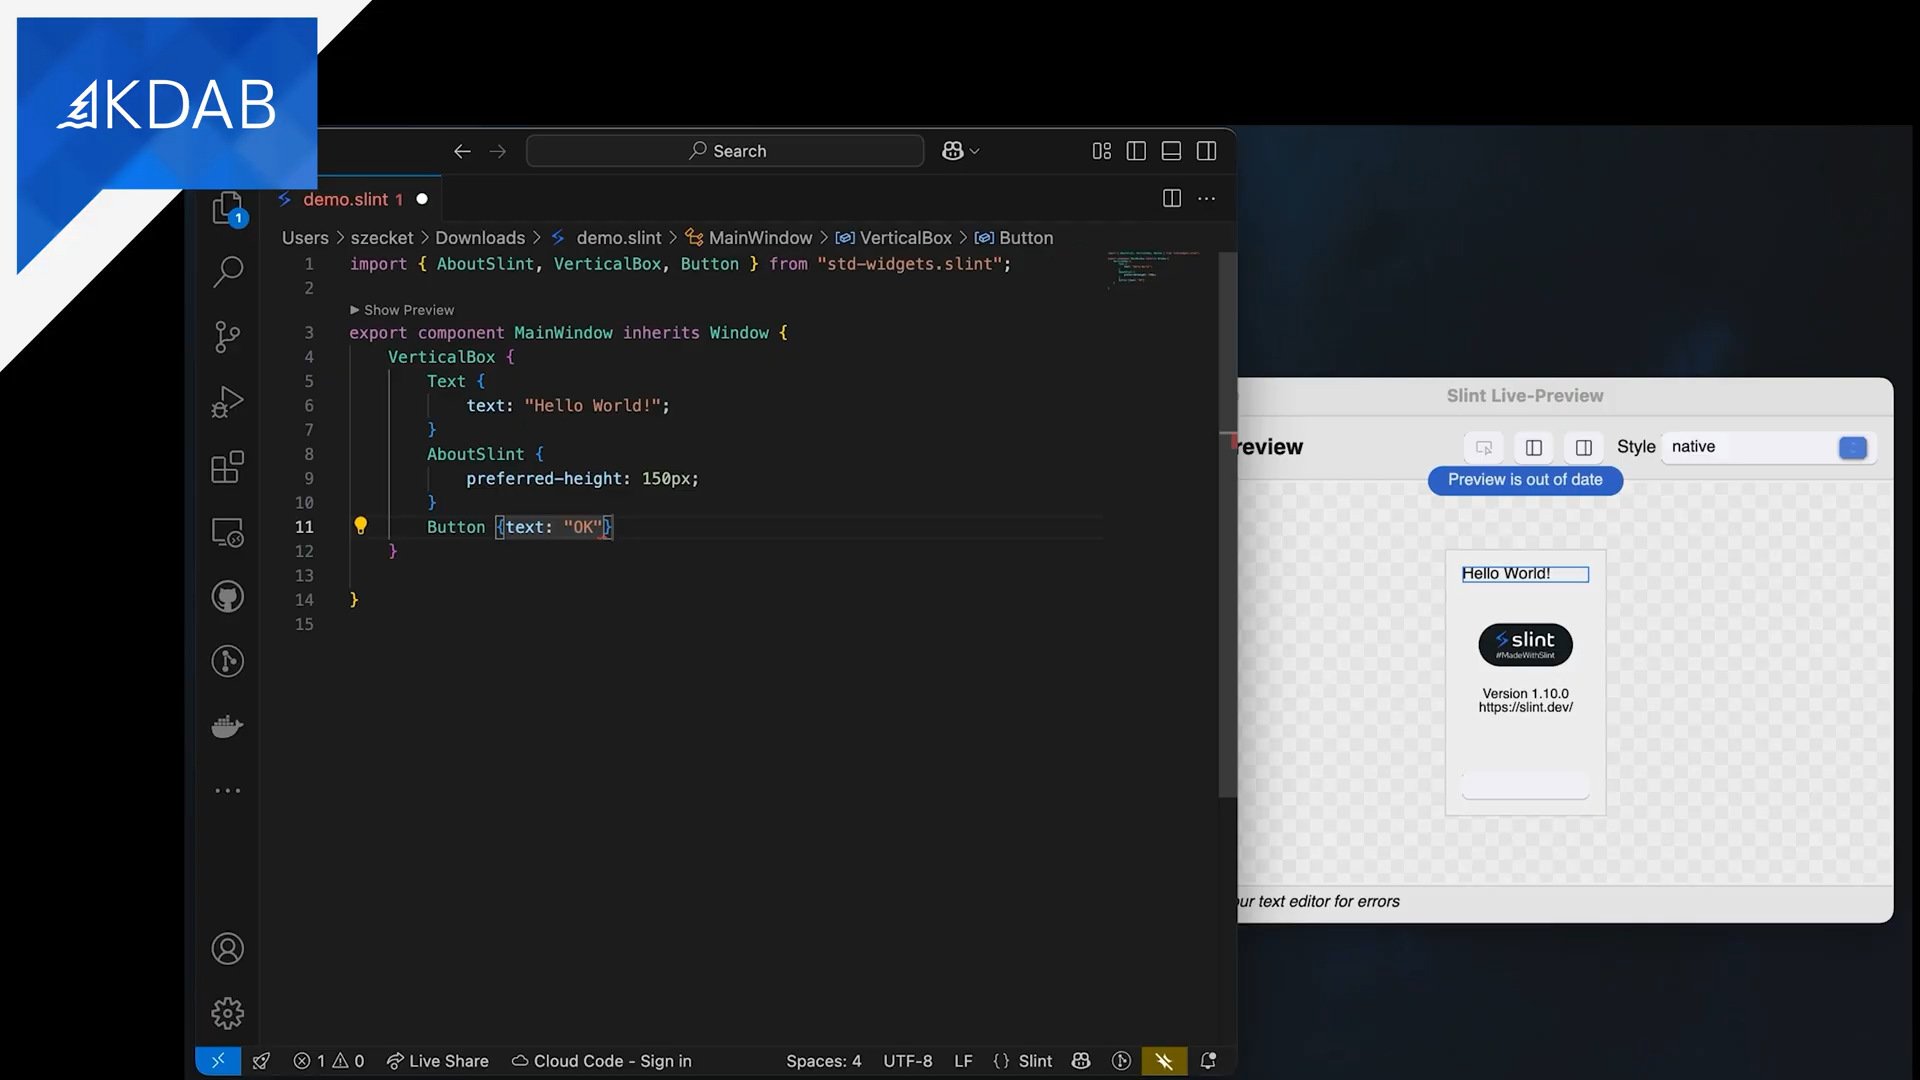 KDAB
Search
demo.slint 1
1
Users > szecket > Downloads > demo.slint > MainWindow > VerticalBox > Button
1 import { AboutSlint, VerticalBox, Button } from "std-widgets.slint";
2
Show Preview
3 export component MainWindow inherits Window {
4 VerticalBox {
5 Text {
6 text: "Hello World!";
7 }
8 AboutSlint {
9 preferred-height: 150px;
10 }
11 Button {text: "OK"}
12 }
13
14 }
15
1 0 Live Share Cloud Code - Sign in Spaces: 4 UTF-8 LF {} Slint
Slint Live-Preview
review Style native
Preview is out of date
Hello World!
slint
#MadeWithSlint
Version 1.10.0
https://slint.dev/
our text editor for errors